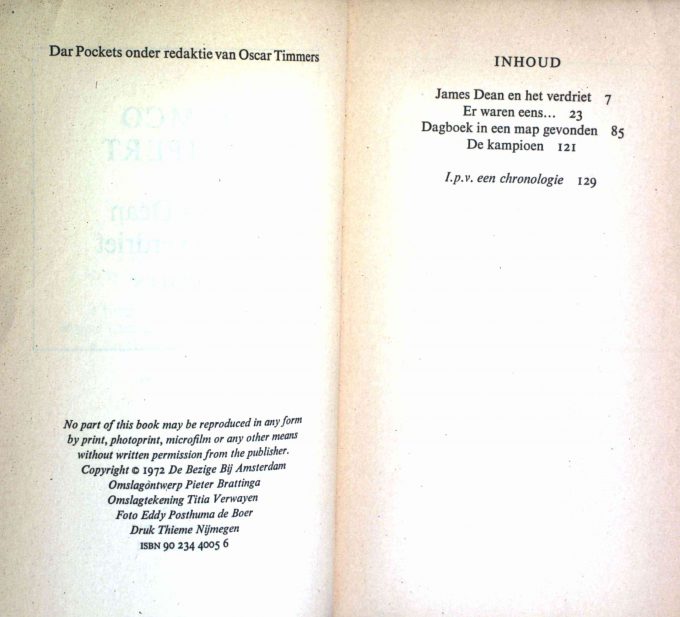 Dar Pockets onder redaktie van Oscar Timmers
No part of this book may be reproduced in any form
by print, photoprint, microfilm or any other means
without written permission from the publisher.
Copyright © 1972 De Bezige Bij Amsterdam
Omslagontwerp Pieter Brattinga
Omslagtekening Titia Verwayen
Foto Eddy Posthuma de Boer
Druk Thieme Nijmegen
ISBN 90 234 4005 6
INHOUD
James Dean en het verdriet 7
Er waren eens... 23
Dagboek in een map gevonden 85
De kampioen 121
I.p.v. een chronologie 129